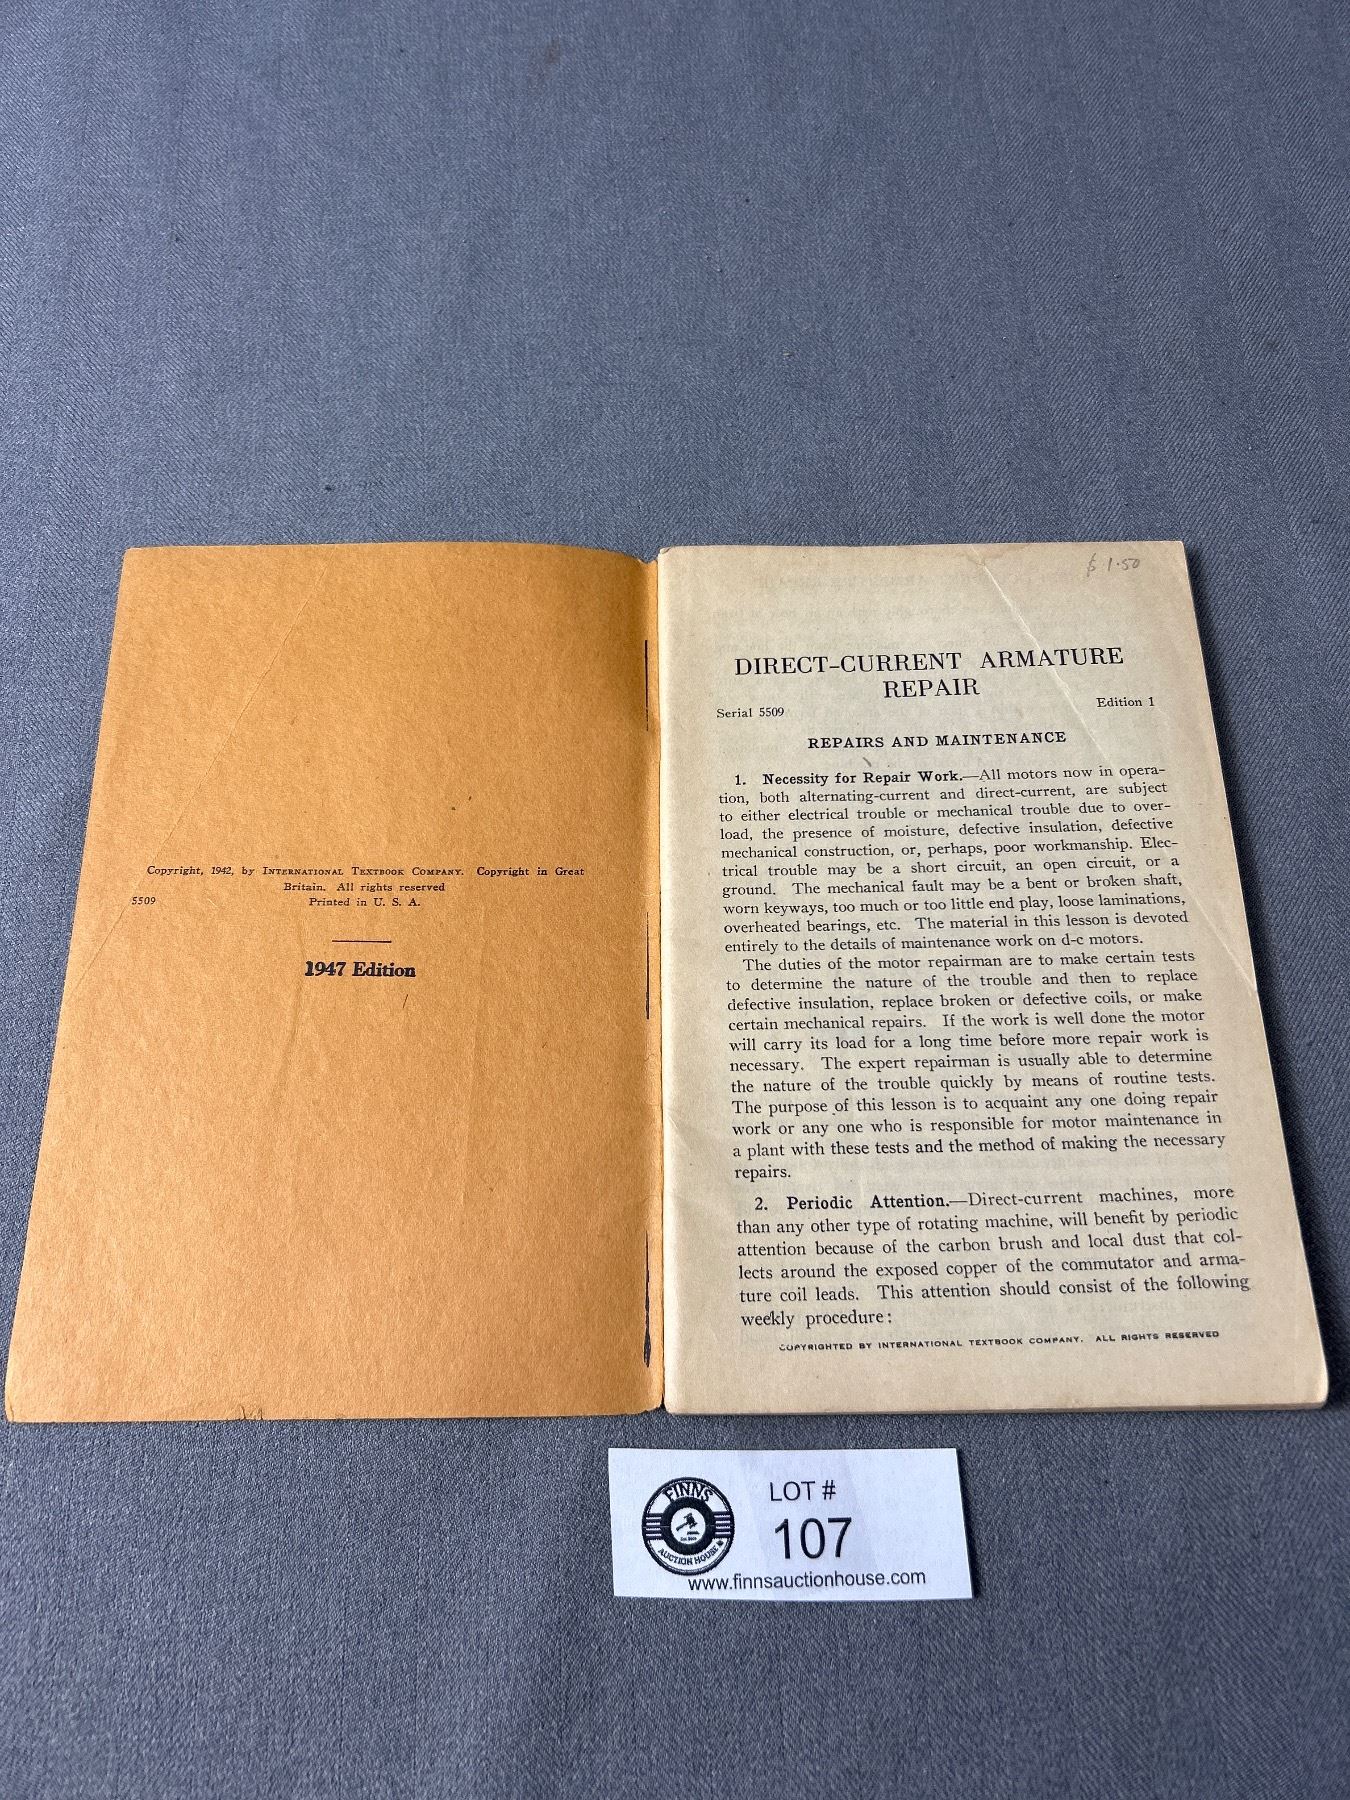 Copyright, 1942, by INTERNATIONAL TEXTBOOK COMPANY. Copyright in Great
Britain. All rights reserved
5509 Printed in U. S. A.
1947 Edition
$1.50
DIRECT-CURRENT ARMATURE
REPAIR
Serial 5509 Edition 1
REPAIRS AND MAINTENANCE
1. Necessity for Repair Work.—All motors now in opera-
tion, both alternating-current and direct-current, are subject
to either electrical trouble or mechanical trouble due to over-
load, the presence of moisture, defective insulation, defective
mechanical construction, or, perhaps, poor workmanship. Elec-
trical trouble may be a short circuit, an open circuit, or a
ground. The mechanical fault may be a bent or broken shaft,
worn keyways, too much or too little end play, loose laminations,
overheated bearings, etc. The material in this lesson is devoted
entirely to the details of maintenance work on d-c motors.
The duties of the motor repairman are to make certain tests
to determine the nature of the trouble and then to replace
defective insulation, replace broken or defective coils, or make
certain mechanical repairs. If the work is well done the motor
will carry its load for a long time before more repair work is
necessary. The expert repairman is usually able to determine
the nature of the trouble quickly by means of routine tests.
The purpose of this lesson is to acquaint any one doing repair
work or any one who is responsible for motor maintenance in
a plant with these tests and the method of making the necessary
repairs.
2. Periodic Attention.—Direct-current machines, more
than any other type of rotating machine, will benefit by periodic
attention because of the carbon brush and local dust that col-
lects around the exposed copper of the commutator and arma-
ture coil leads. This attention should consist of the following
weekly procedure:
COPYRIGHTED BY INTERNATIONAL TEXTBOOK COMPANY. ALL RIGHTS RESERVED
FINNS
AUCTION HOUSE
LOT #
107
www.finnsauctionhouse.com